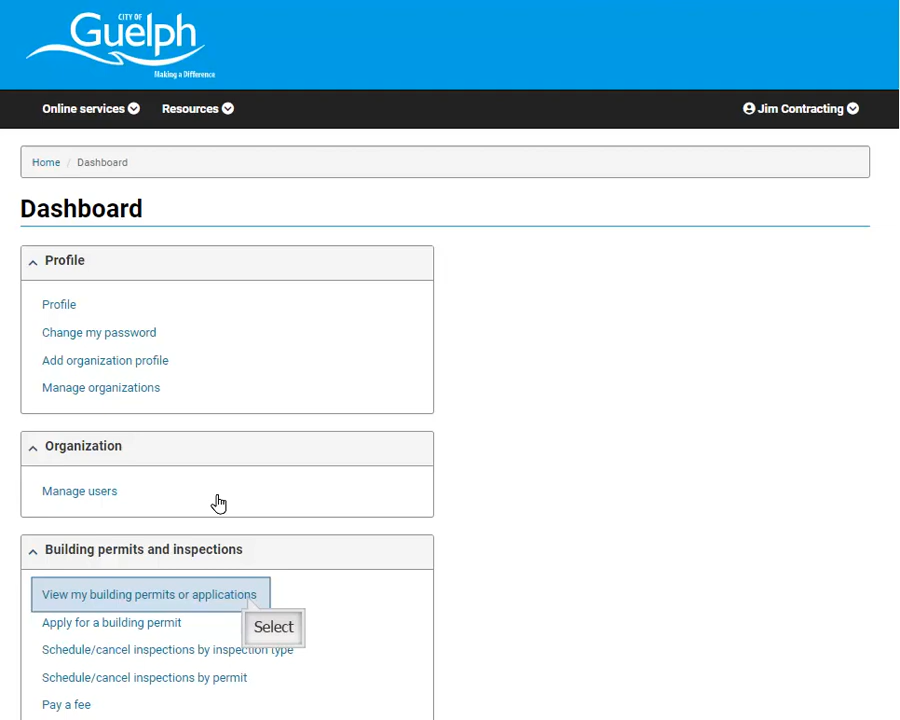 CITY OF
Guelph
Making a Difference
Online services
Resources
Jim Contracting
Home / Dashboard
Dashboard
Profile
Profile
Change my password
Add organization profile
Manage organizations
Organization
Manage users
Building permits and inspections
View my building permits or applications
Select
Apply for a building permit
Schedule/cancel inspections by inspection type
Schedule/cancel inspections by permit
Pay a fee